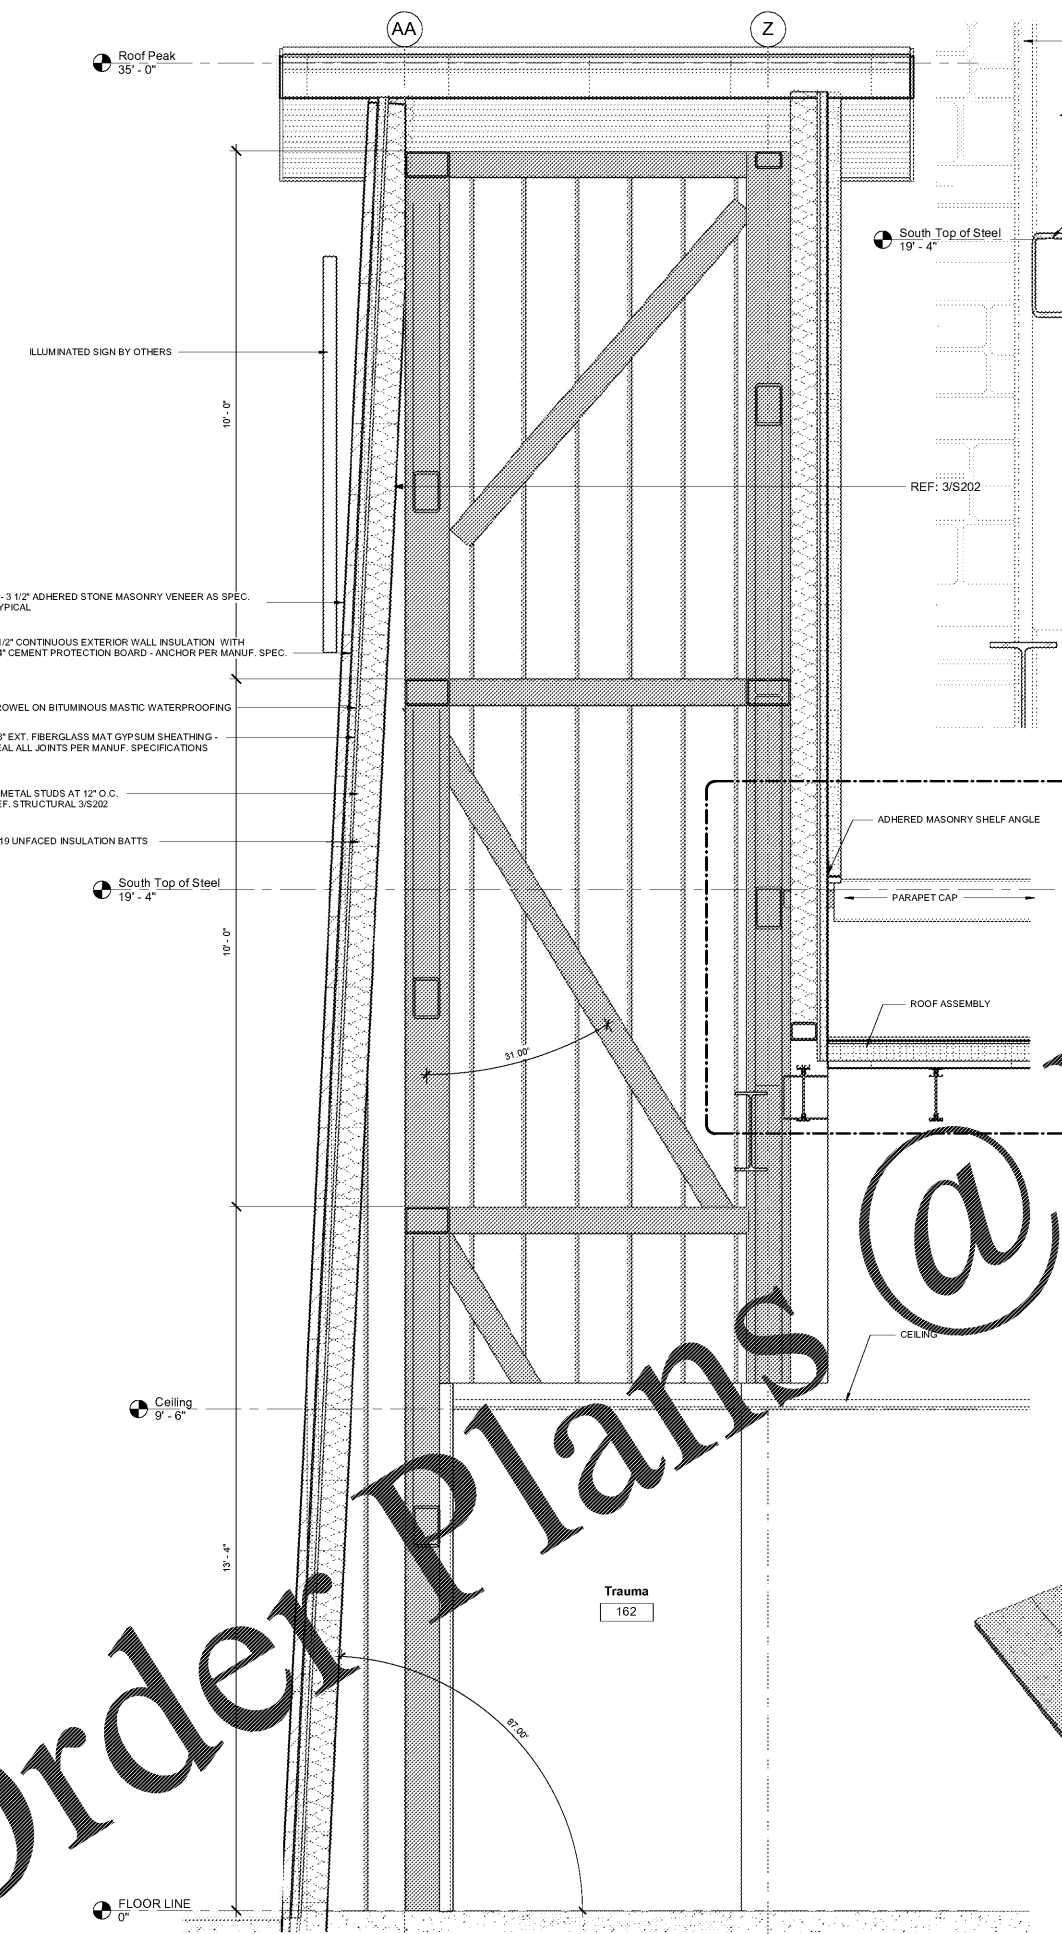 AA
Z
Roof Peak
35' - 0"
South Top of Steel
19' - 4"
ILLUMINATED SIGN BY OTHERS
10' - 0"
REF: 3/S202
- 3 1/2" ADHERED STONE MASONRY VENEER AS SPEC.
YPICAL
1/2" CONTINUOUS EXTERIOR WALL INSULATION WITH
4" CEMENT PROTECTION BOARD - ANCHOR PER MANUF. SPEC.
ROWEL ON BITUMINOUS MASTIC WATERPROOFING
8" EXT. FIBERGLASS MAT GYPSUM SHEATHING -
EAL ALL JOINTS PER MANUF. SPECIFICATIONS
METAL STUDS AT 12" O.C.
EF. STRUCTURAL 3/S202
19 UNFACED INSULATION BATTS
ADHERED MASONRY SHELF ANGLE
South Top of Steel
19' - 4"
PARAPET CAP
10' - 0"
ROOF ASSEMBLY
31.00°
CEILING
Ceiling
9' - 6"
13' - 4"
Trauma
162
87.00°
FLOOR LINE
0"
Order Plans @